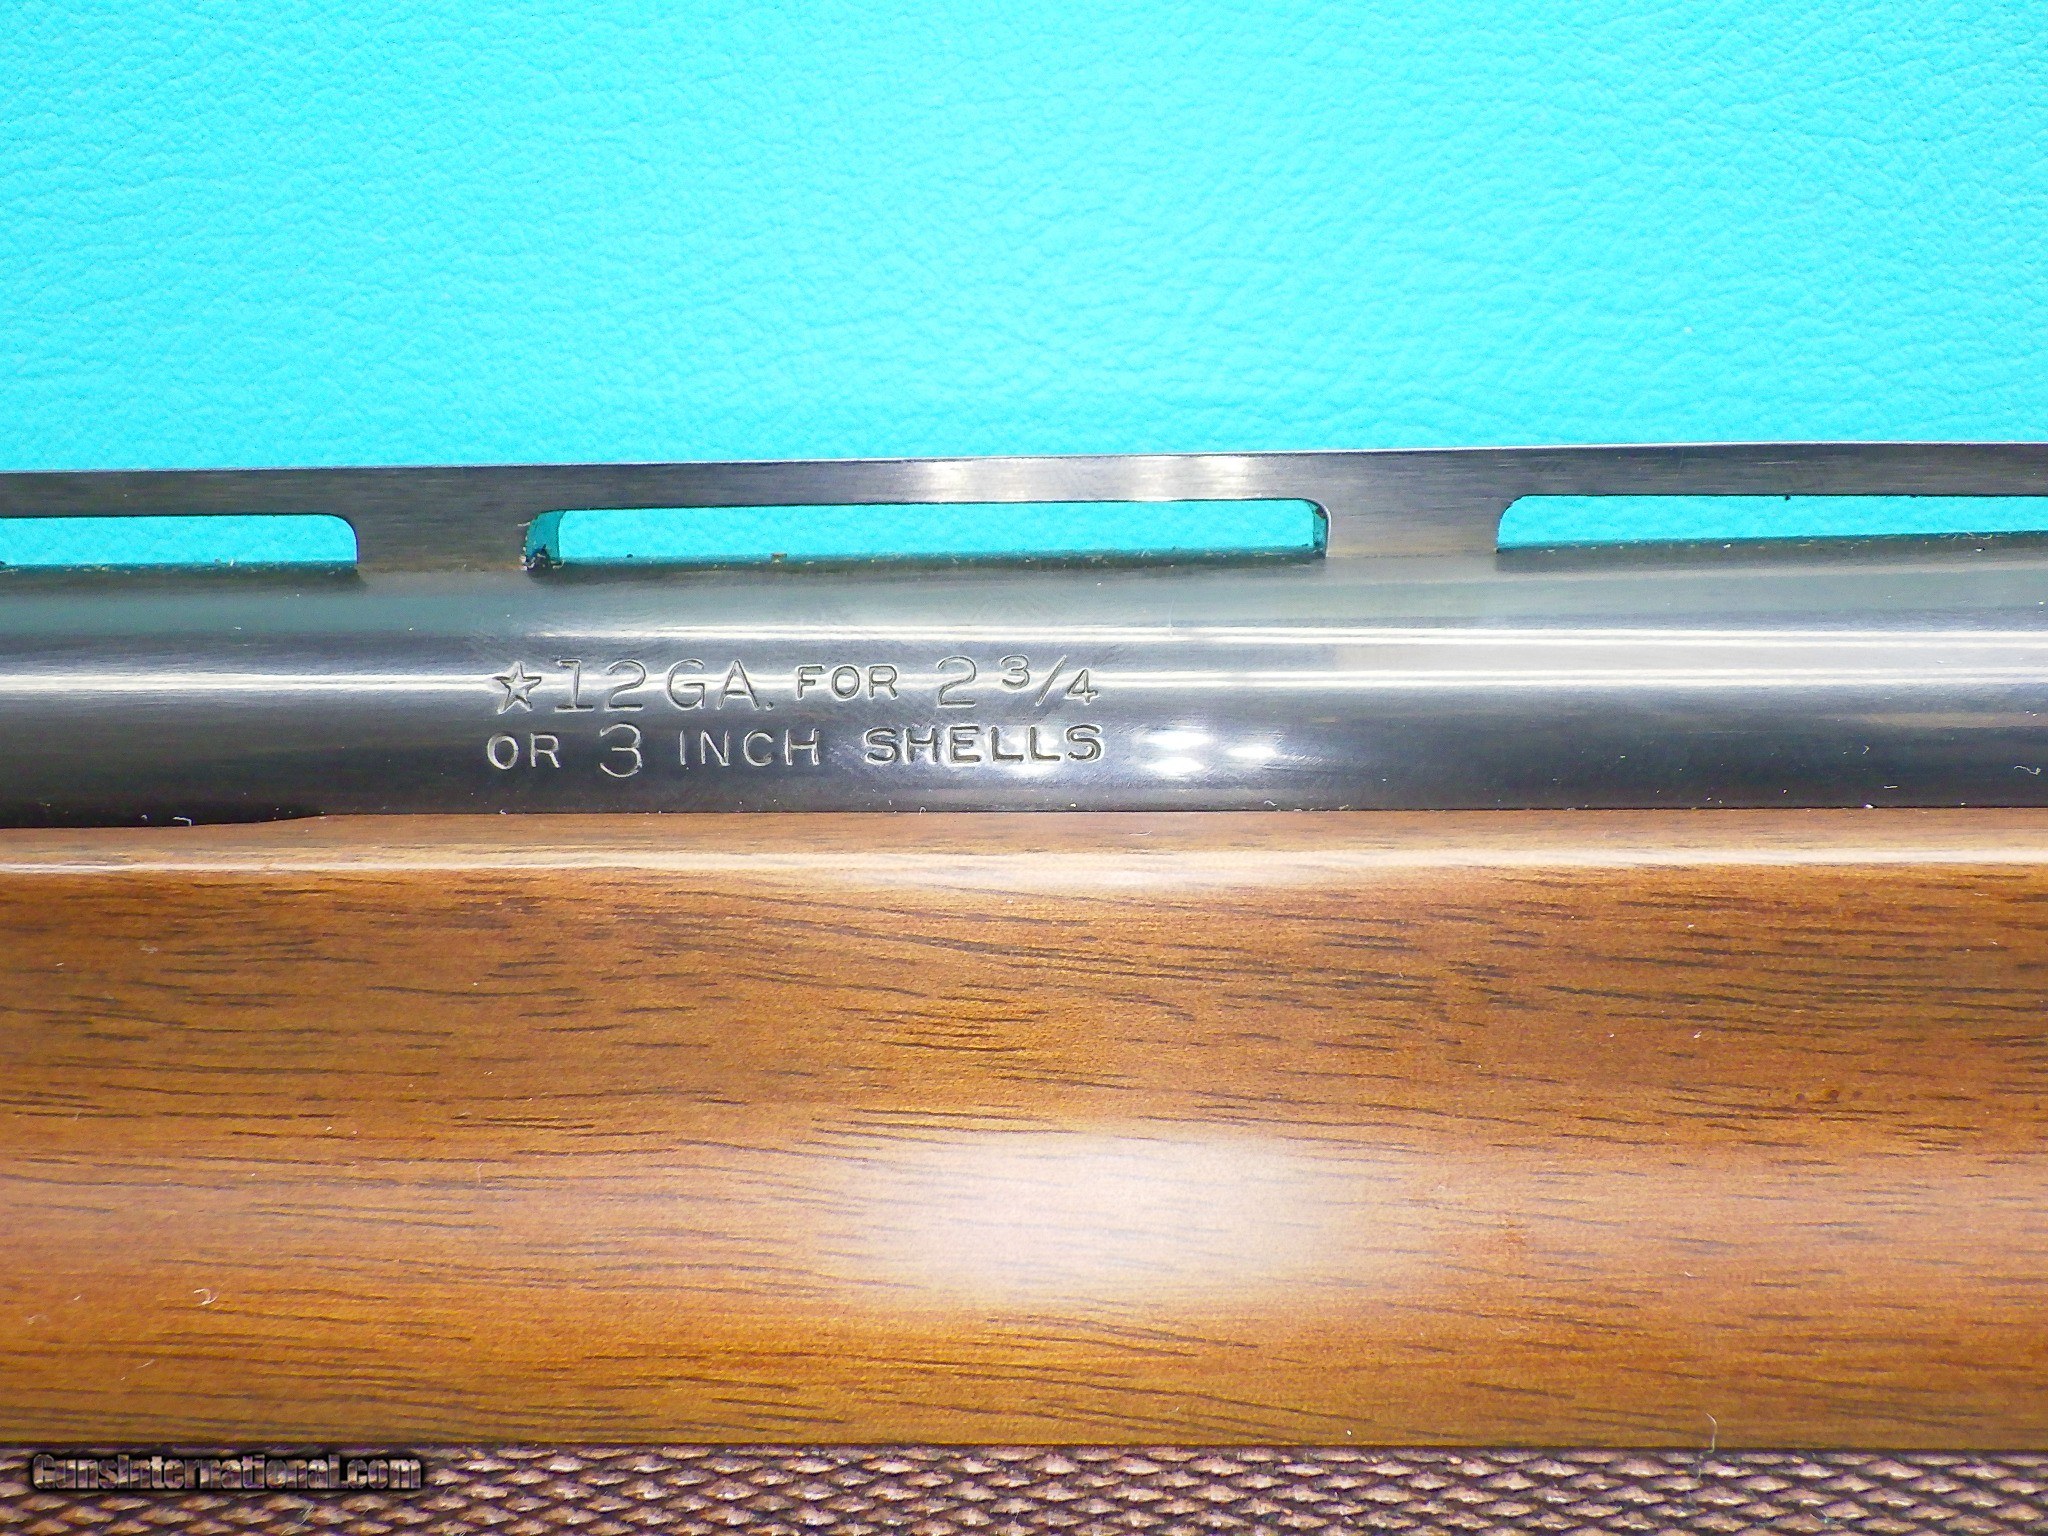 ☆12GA. FOR 2 3/4
OR 3 INCH SHELLS
GunsInternational.com